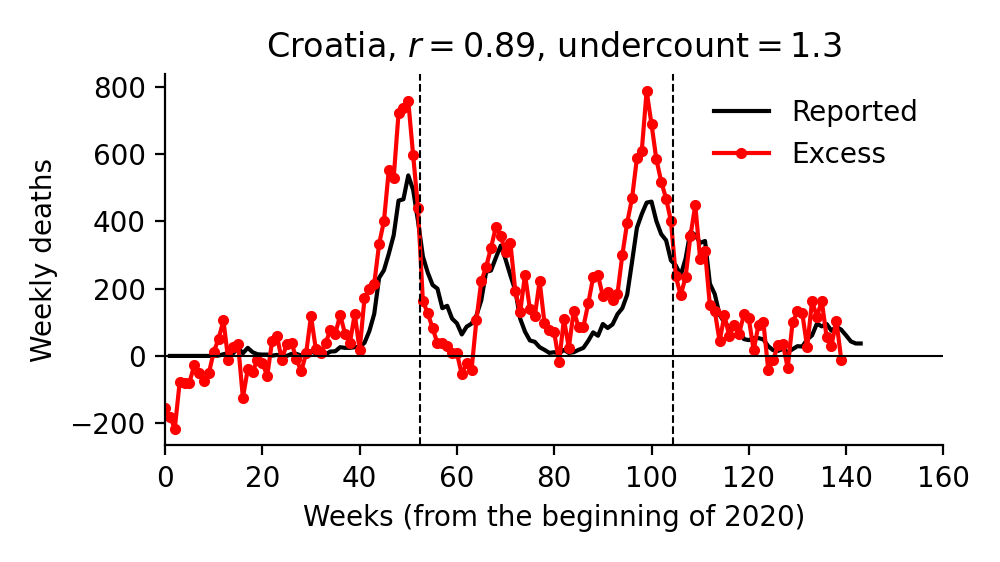 Croatia, r = 0.89, undercount = 1.3
Reported
Excess
Weekly deaths
800
600
400
200
0
−200
0 20 40 60 80 100 120 140 160
Weeks (from the beginning of 2020)